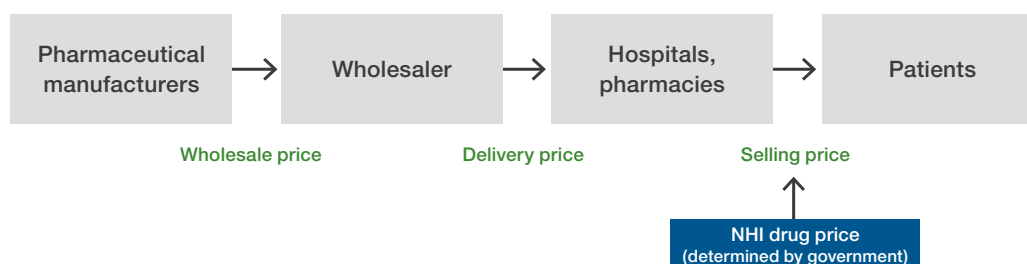 Pharmaceutical
manufacturers
Wholesaler
Hospitals,
pharmacies
Patients
Wholesale price
Delivery price
Selling price
NHI drug price
(determined by government)